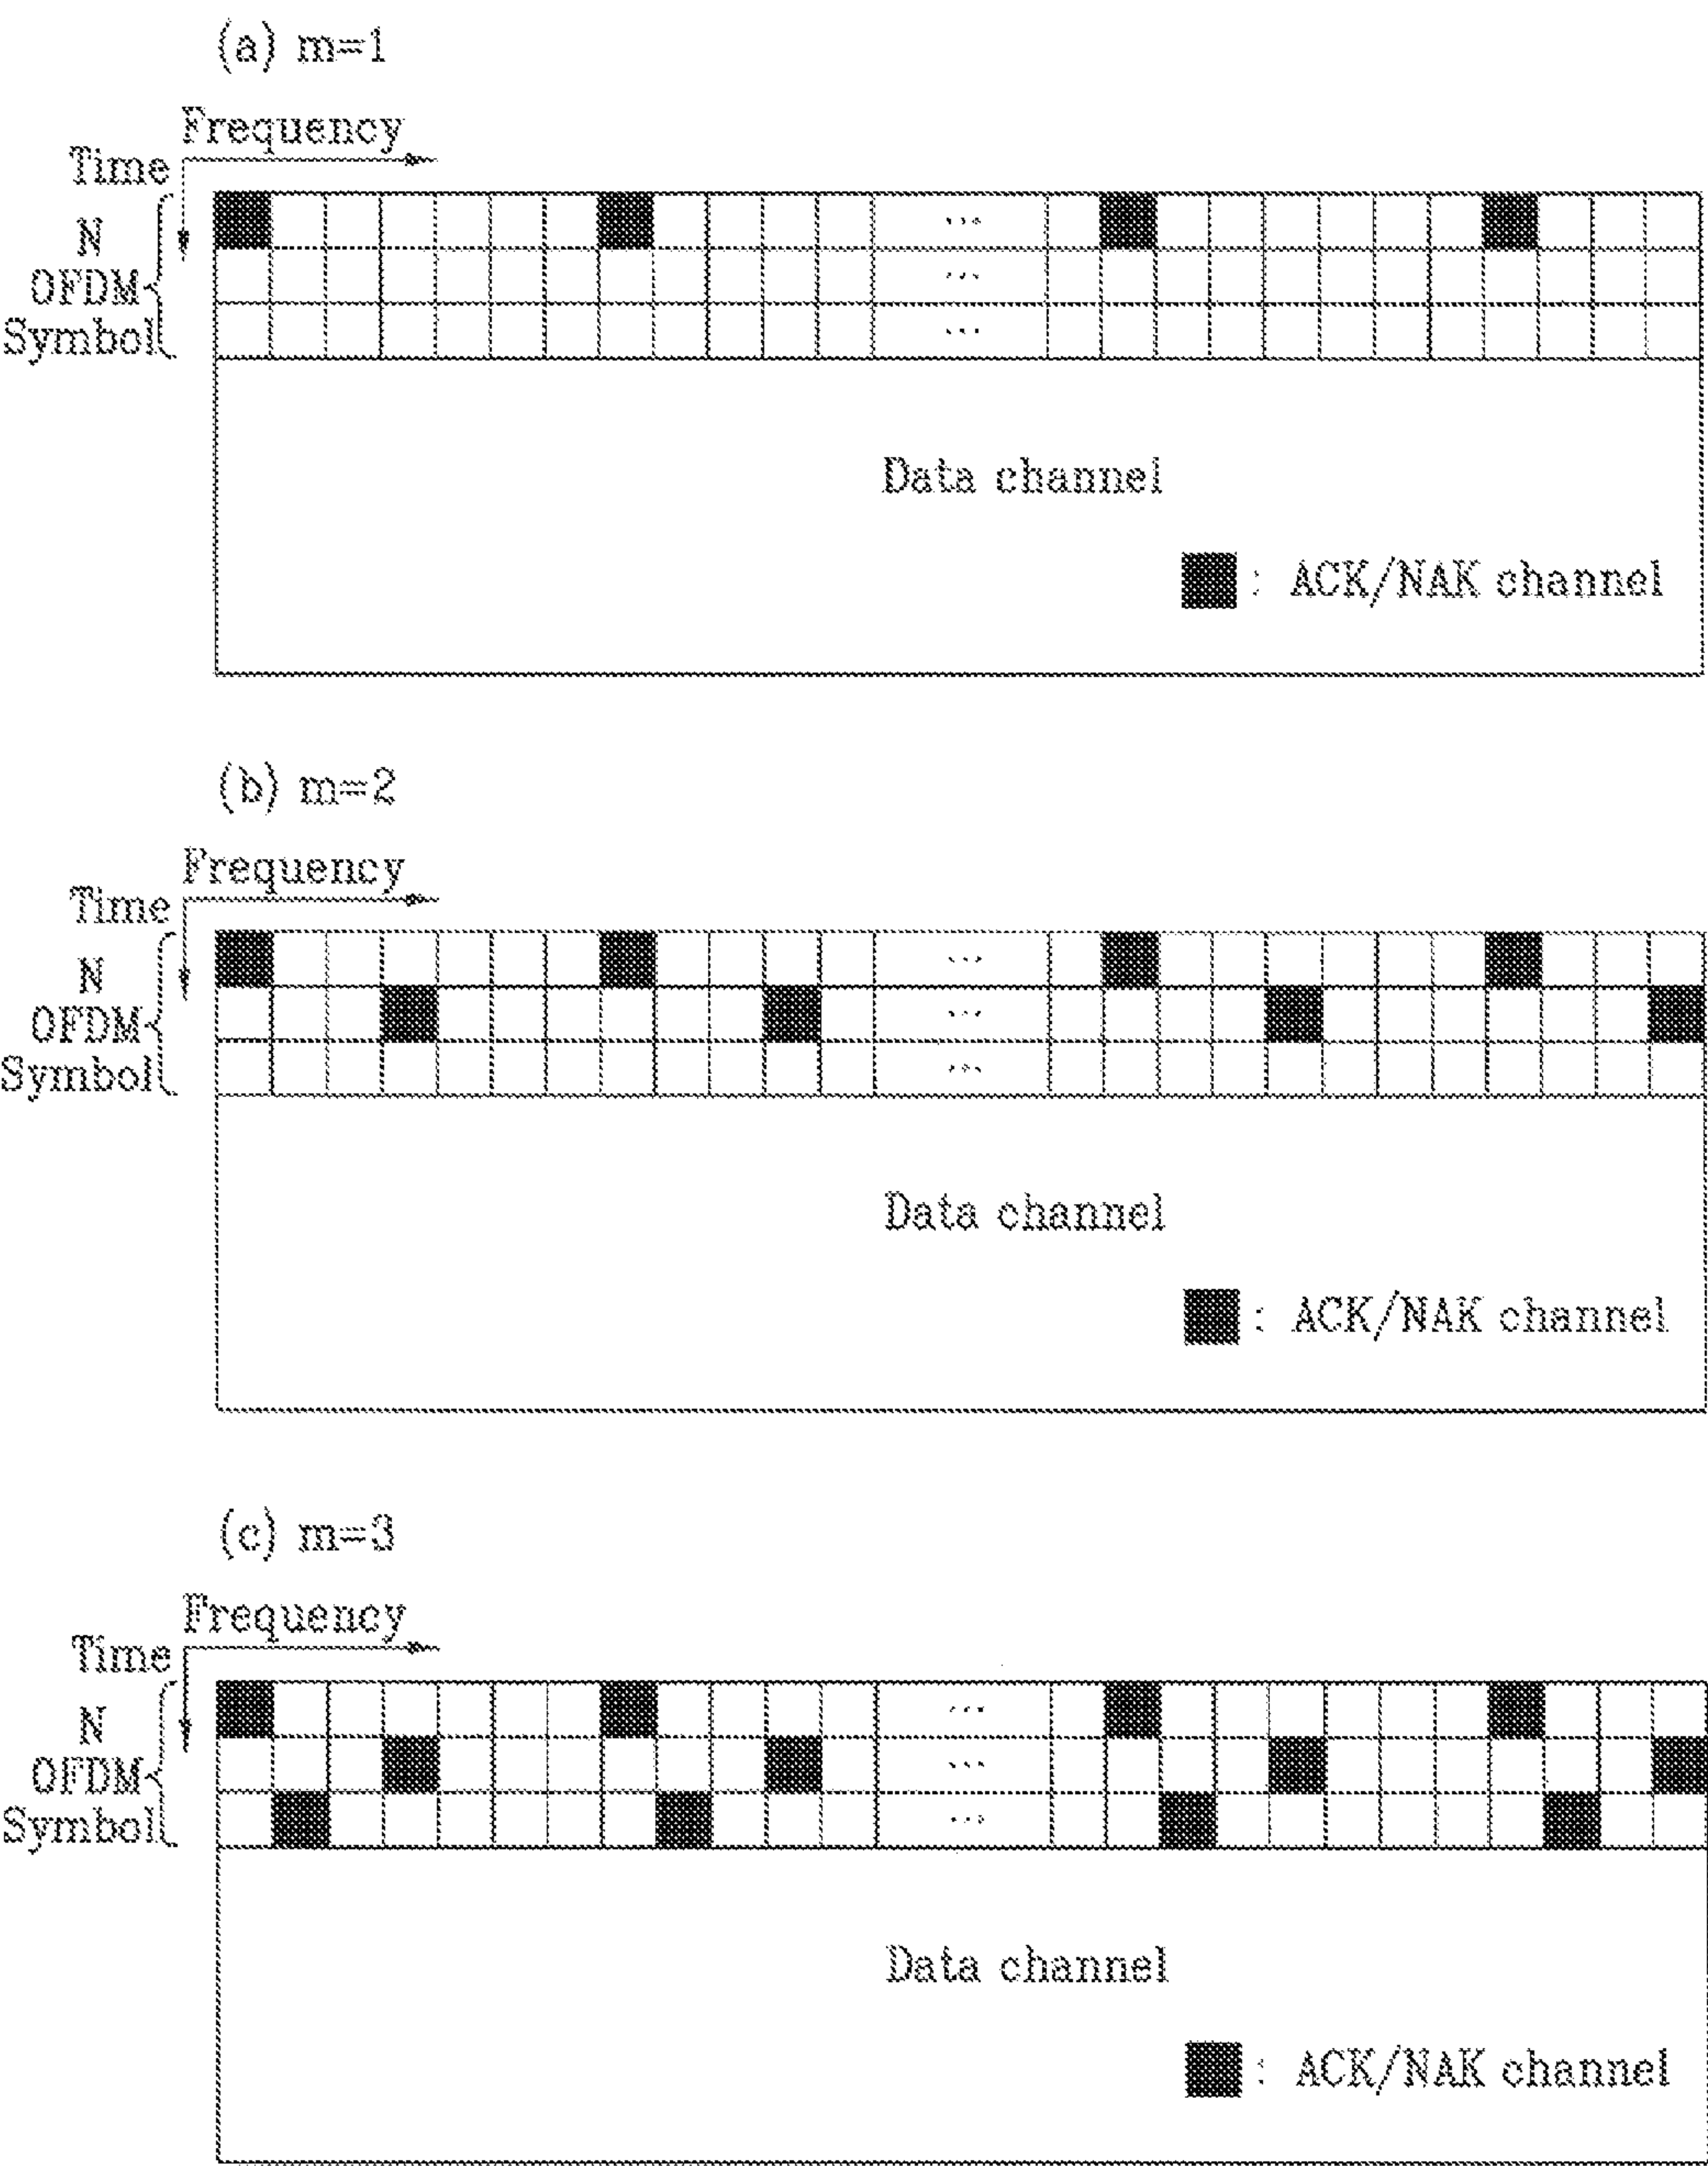 (a) m=1
Frequency
Time
N
OFDM
Symbol
...
...
...
Data channel
: ACK/NAK channel
(b) m=2
Frequency
Time
N
OFDM
Symbol
...
...
...
Data channel
: ACK/NAK channel
(c) m=3
Frequency
Time
N
OFDM
Symbol
...
...
...
Data channel
: ACK/NAK channel